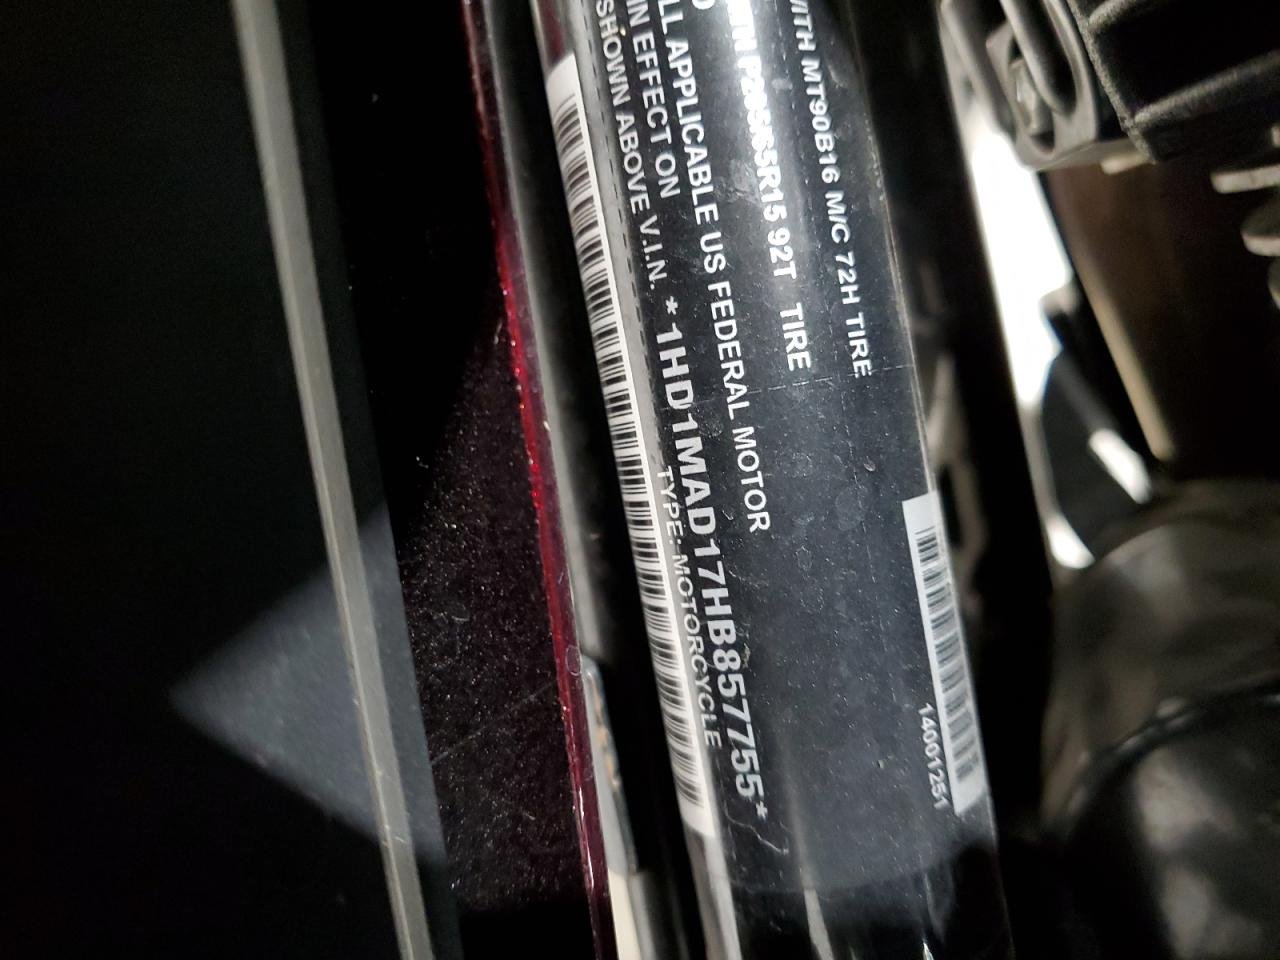 WITH MT90B16 M/C 72H TIRE
R15 92T TIRE
ALL APPLICABLE US FEDERAL MOTOR
IN EFFECT ON
SHOWN ABOVE V.I.N.
*1HD1MAD17HB857755*
TYPE: MOTORCYCLE
14001251